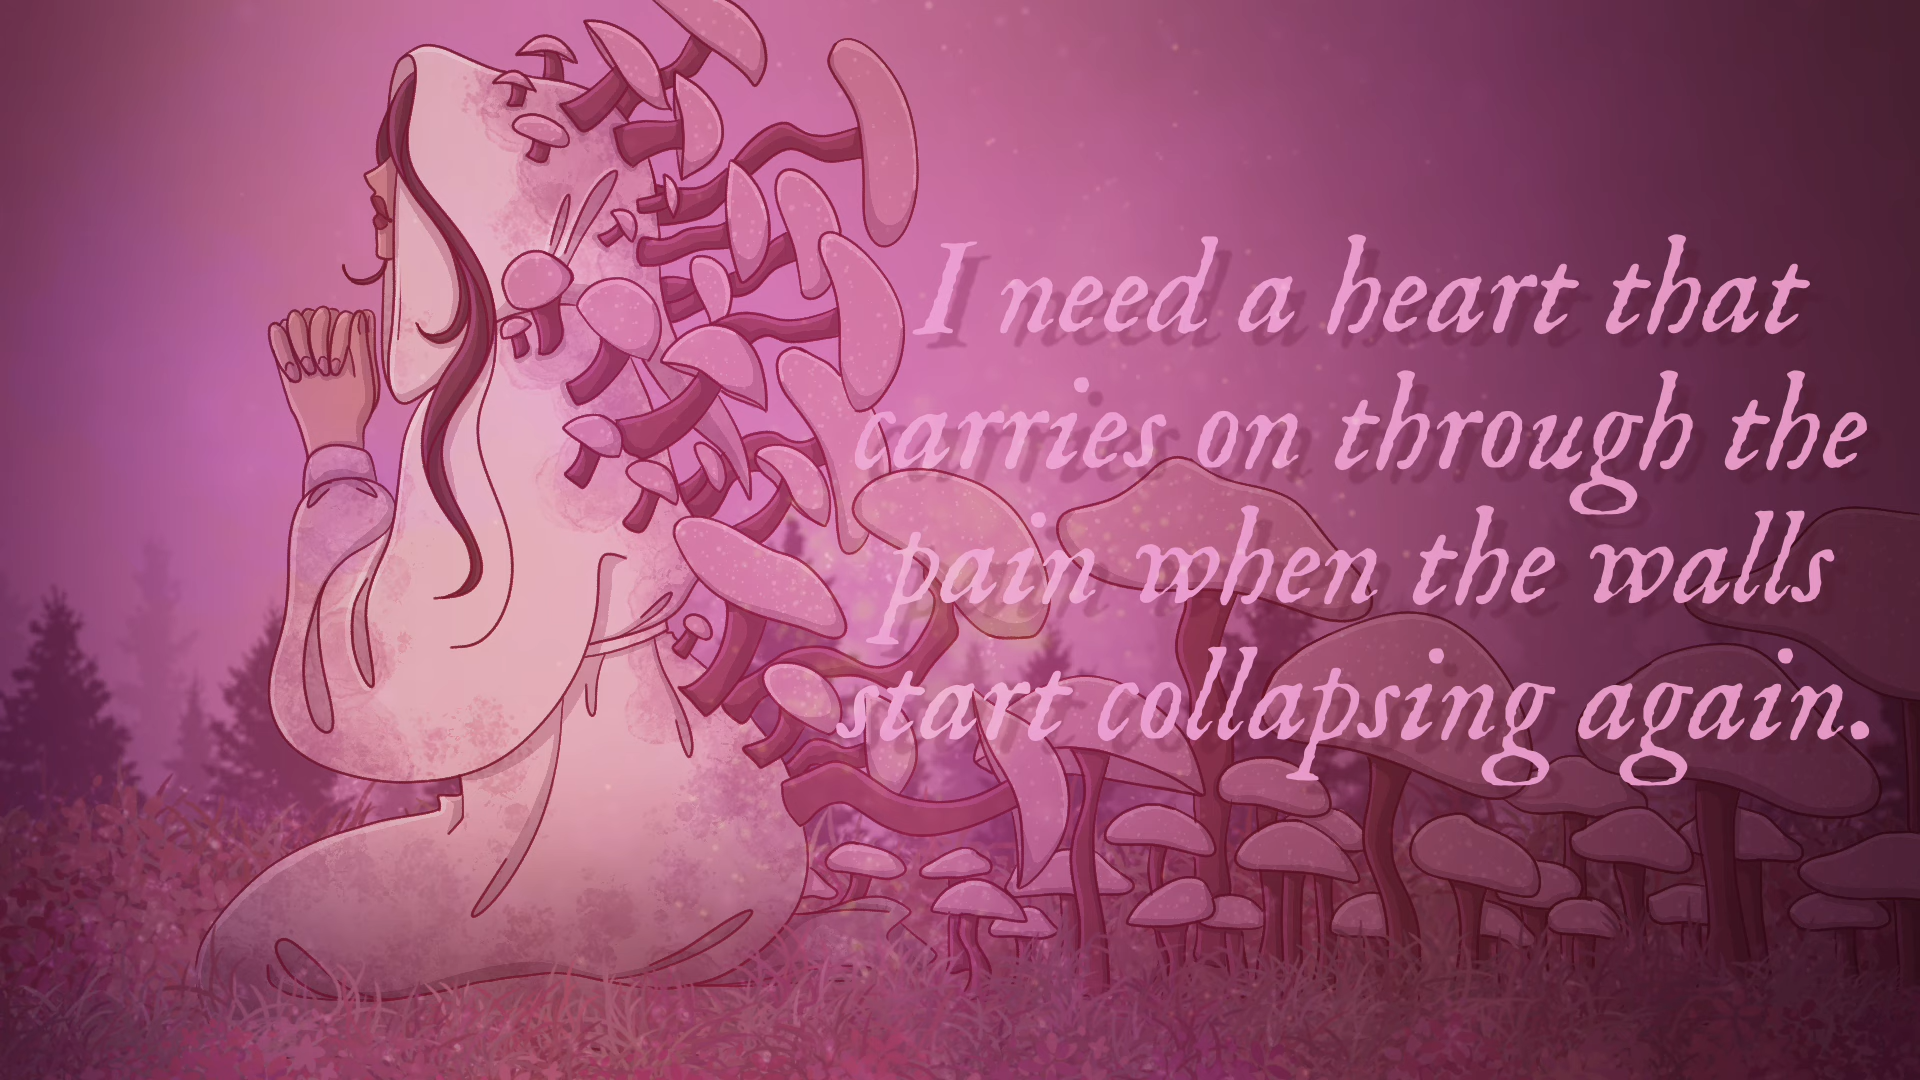 I need a heart that
carries on through the
pain when the walls
start collapsing again.